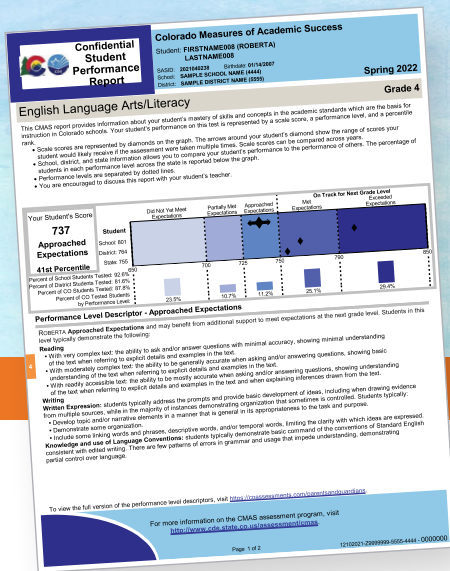 Confidential
Student
Performance
Report
Colorado Measures of Academic Success
Student: FIRSTNAME008 (ROBERTA)
LASTNAME008
SASID: 2021040238 Birthdate: 01/14/2007
School: SAMPLE SCHOOL NAME (4444)
District: SAMPLE DISTRICT NAME (5555)
Spring 2022
Grade 4
English Language Arts/Literacy
This CMAS report provides information about your student's mastery of skills and concepts in the academic standards which are the basis for
instruction in Colorado schools. Your student's performance on this test is represented by a scale score, a performance level, and a percentile
rank.
• Scale scores are represented by diamonds on the graph. The arrows around your student's diamond show the range of scores your
student would likely receive if the assessment were taken multiple times. Scale scores can be compared across years.
• School, district, and state information allows you to compare your student's performance to the performance of others. The percentage of
students in each performance level across the state is reported below the graph.
• Performance levels are separated by dotted lines.
• You are encouraged to discuss this report with your student's teacher.
On Track for Next Grade Level
Your Student's Score
737
Approached
Expectations
41st Percentile
Did Not Yet Meet
Expectations
Partially Met
Expectations
Approached
Expectations
Met
Expectations
Exceeded
Expectations
Student
School: 801
District: 764
State: 755
650
700
725
750
790
850
Percent of School Students Tested: 92.6%
Percent of District Students Tested: 81.6%
Percent of CO Students Tested: 87.8%
Percent of CO Tested Students
by Performance Level:
23.5%
10.7%
11.2%
25.1%
29.4%
Performance Level Descriptor - Approached Expectations
ROBERTA Approached Expectations and may benefit from additional support to meet expectations at the next grade level. Students in this
level typically demonstrate the following:
Reading
• With very complex text: the ability to ask and/or answer questions with minimal accuracy, showing minimal understanding
of the text when referring to explicit details and examples in the text.
• With moderately complex text: the ability to be generally accurate when asking and/or answering questions, showing basic
understanding of the text when referring to explicit details and examples in the text.
• With readily accessible text: the ability to be mostly accurate when asking and/or answering questions, showing understanding
of the text when referring to explicit details and examples in the text and when explaining inferences drawn from the text.
Writing
Written Expression: students typically address the prompts and provide basic development of ideas, including when drawing evidence
from multiple sources, while in the majority of instances demonstrating organization that sometimes is controlled. Students typically:
• Develop topic and/or narrative elements in a manner that is general in its appropriateness to the task and purpose.
• Demonstrate some organization.
• Include some linking words and phrases, descriptive words, and/or temporal words, limiting the clarity with which ideas are expressed.
Knowledge and use of Language Conventions: students typically demonstrate basic command of the conventions of Standard English
consistent with edited writing. There are few patterns of errors in grammar and usage that impede understanding, demonstrating
partial control over language.
4
To view the full version of the performance level descriptors, visit https://coassessments.com/parentsandguardians.
For more information on the CMAS assessment program, visit
http://www.cde.state.co.us/assessment/cmas.
Page 1 of 2
12102021-Z9999999-5555-4444 - 0000000